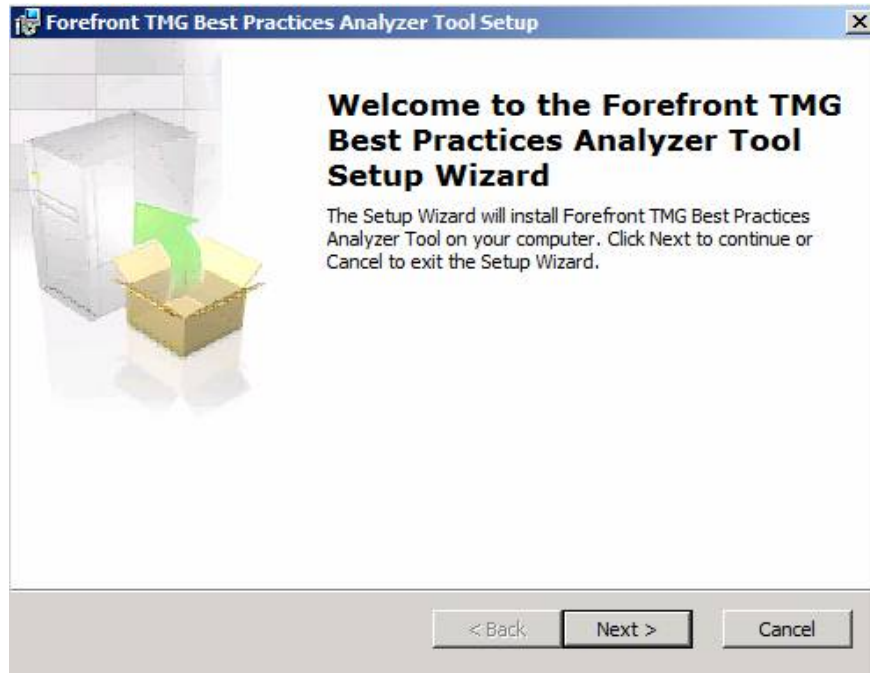 Forefront TMG Best Practices Analyzer Tool Setup
Welcome to the Forefront TMG
Best Practices Analyzer Tool
Setup Wizard
The Setup Wizard will install Forefront TMG Best Practices
Analyzer Tool on your computer. Click Next to continue or
Cancel to exit the Setup Wizard.
< Back Next > Cancel